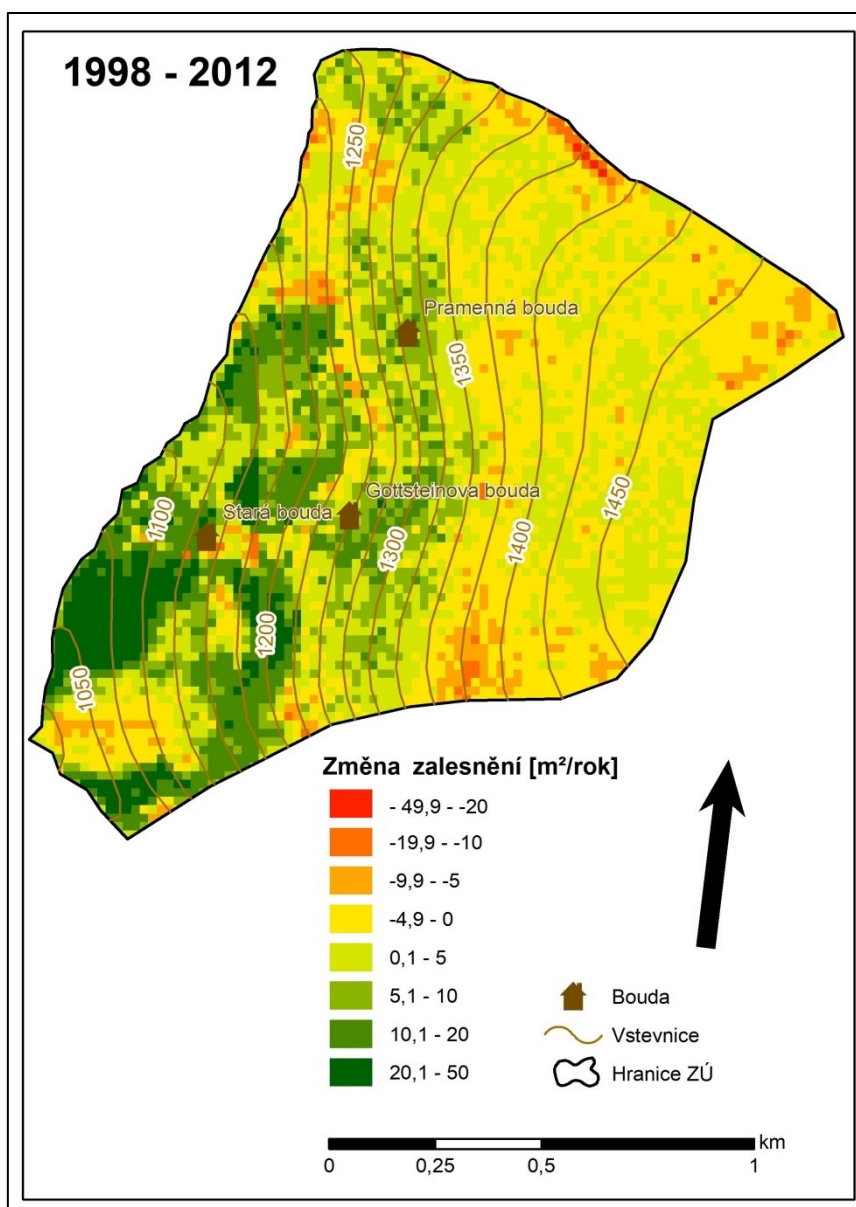 1998 - 2012
1250
Pramenná bouda
1350
Gottsteinova bouda
1450
1100
Stará bouda
1300
1400
1200
1050
Změna zalesnění [m²/rok]
- 49,9 - -20
-19,9 - -10
-9,9 - -5
-4,9 - 0
0,1 - 5
5,1 - 10
10,1 - 20
20,1 - 50
Bouda
Vstevnice
Hranice ZÚ
km
0 0,25 0,5 1